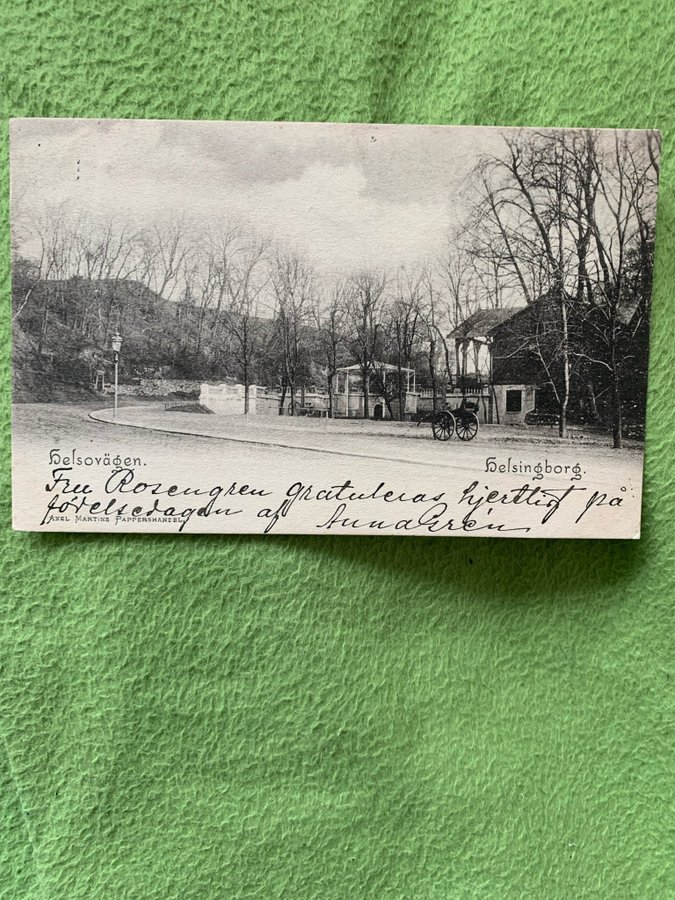 Helsovägen. Helsingborg.
Fru Rosengren gratuleras hjertligt på
födelsedagen af Anna Grén
AXEL MARTINS PAPPERSHANDEL.